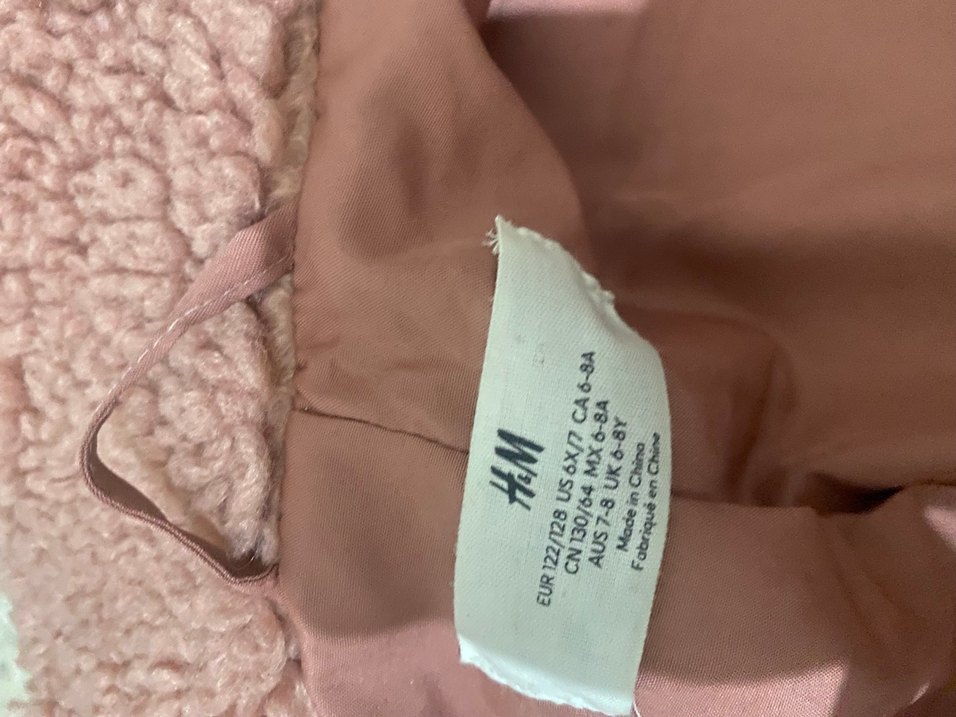 H&M
EUR 122/128 US 6X/7 CA 6-8A
CN 130/64 MX 6-8A
AUS 7-8 UK 6-8Y
Made in China
Fabriqué en Chine